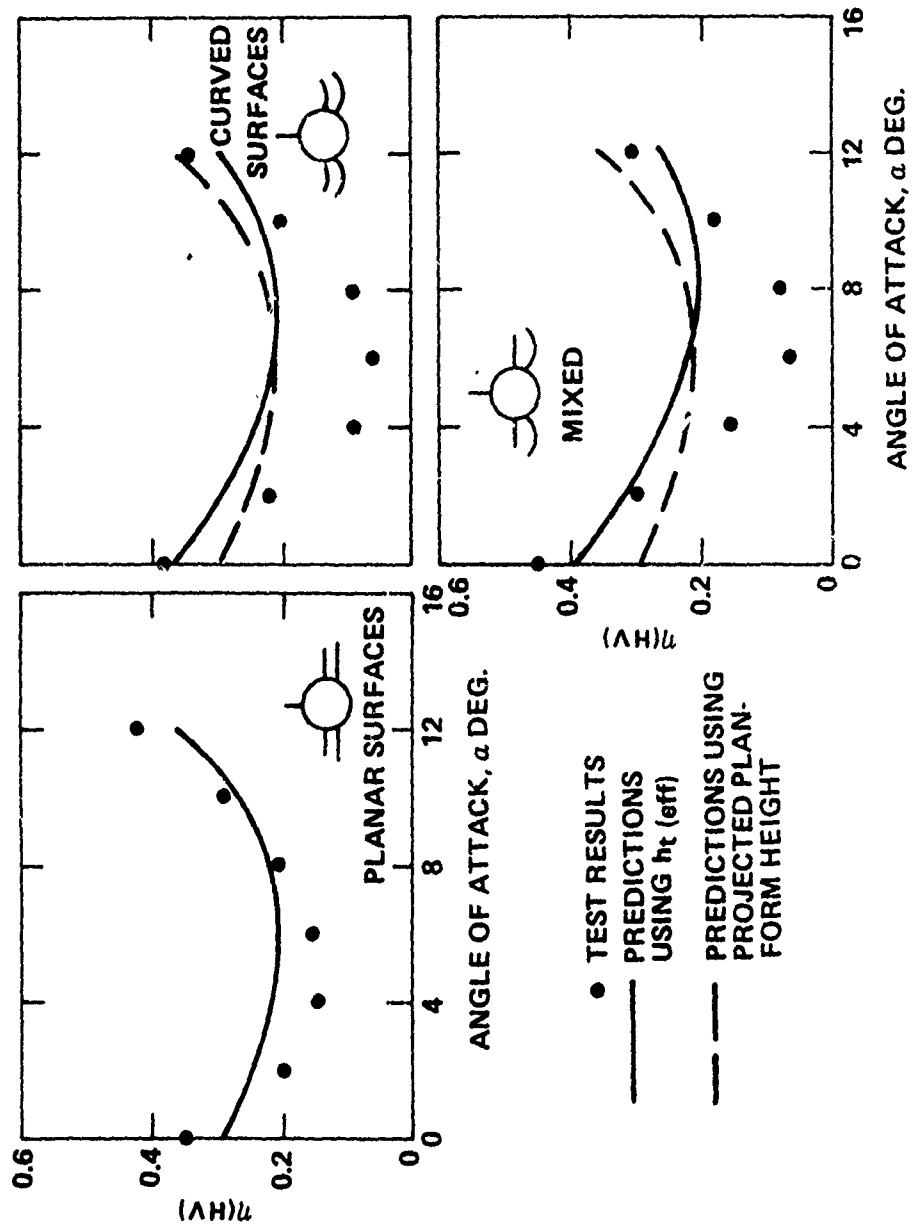 0.6
0.4
0.2
0
η(HV)
0
4
8
12
16
ANGLE OF ATTACK, α DEG.
PLANAR SURFACES
CURVED
SURFACES
0.6
0.4
0.2
0
η(HV)
0
4
8
12
16
ANGLE OF ATTACK, α DEG.
MIXED
TEST RESULTS
PREDICTIONS
USING ht (eff)
PREDICTIONS USING
PROJECTED PLAN-
FORM HEIGHT